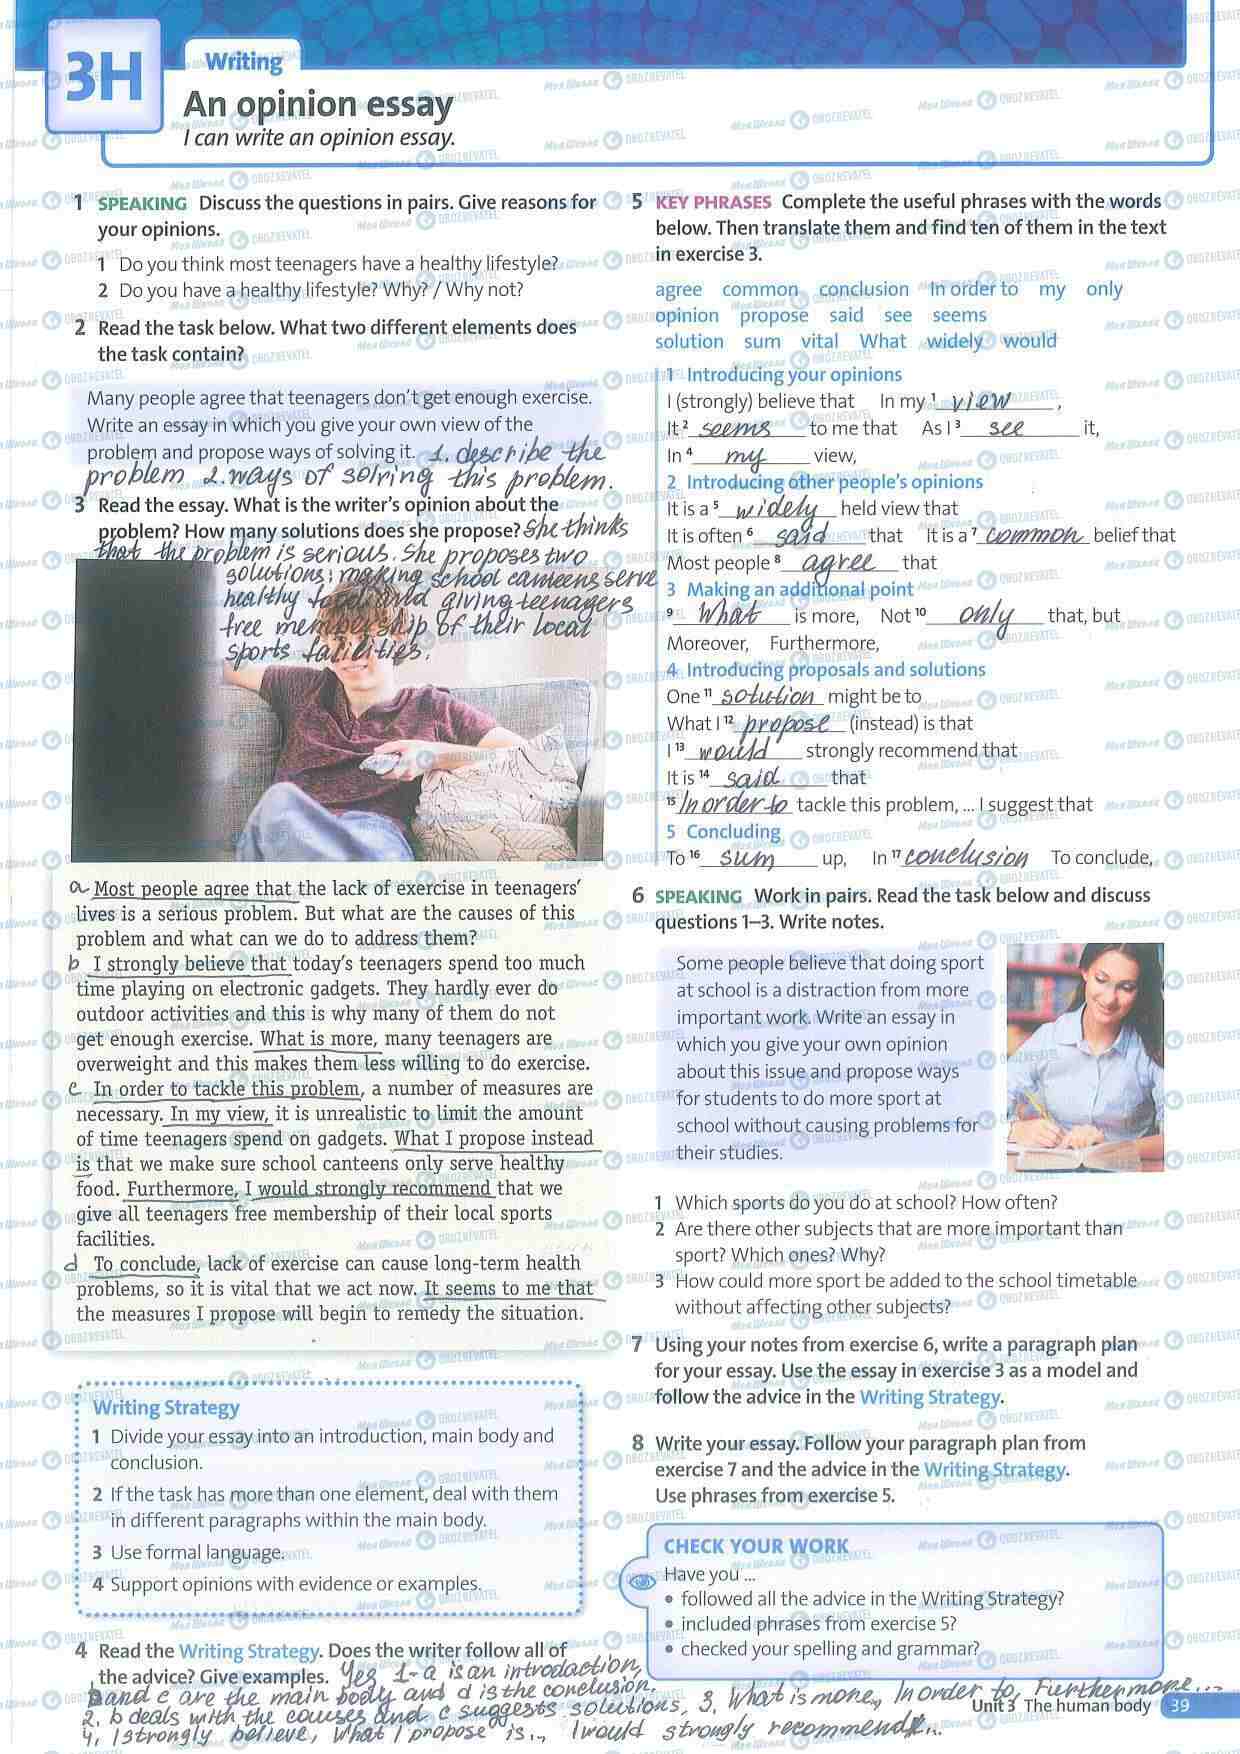 3H
Writing
An opinion essay
I can write an opinion essay.
1 SPEAKING Discuss the questions in pairs. Give reasons for
your opinions.
1 Do you think most teenagers have a healthy lifestyle?
2 Do you have a healthy lifestyle? Why? / Why not?
2 Read the task below. What two different elements does
the task contain?
Many people agree that teenagers don't get enough exercise.
Write an essay in which you give your own view of the
problem and propose ways of solving it. 1. describe the
problem 2. ways of solving this problem.
3 Read the essay. What is the writer's opinion about the
problem? How many solutions does she propose? She thinks
that the problem is serious. She proposes two
solutions: making school canteens serve
healthy food and giving teenagers
free membership of their local
sports facilities.
a Most people agree that the lack of exercise in teenagers'
lives is a serious problem. But what are the causes of this
problem and what can we do to address them?
b I strongly believe that today's teenagers spend too much
time playing on electronic gadgets. They hardly ever do
outdoor activities and this is why many of them do not
get enough exercise. What is more, many teenagers are
overweight and this makes them less willing to do exercise.
c In order to tackle this problem, a number of measures are
necessary. In my view, it is unrealistic to limit the amount
of time teenagers spend on gadgets. What I propose instead
is that we make sure school canteens only serve healthy
food. Furthermore, I would strongly recommend that we
give all teenagers free membership of their local sports
facilities.
d To conclude, lack of exercise can cause long-term health
problems, so it is vital that we act now. It seems to me that
the measures I propose will begin to remedy the situation.
Writing Strategy
1 Divide your essay into an introduction, main body and
conclusion.
2 If the task has more than one element, deal with them
in different paragraphs within the main body.
3 Use formal language.
4 Support opinions with evidence or examples.
4 Read the Writing Strategy. Does the writer follow all of
the advice? Give examples. Yes 1-a is an introdaction,
b and c are the main body and d is the conclusion.
2. b deals with the causes and c suggests solutions, 3. What is more, In order to, Furthermore...
4, I strongly believe, What I propose is.., I would strongly recommend...
5 KEY PHRASES Complete the useful phrases with the words
below. Then translate them and find ten of them in the text
in exercise 3.
agree common conclusion In order to my only
opinion propose said see seems
solution sum vital What widely would
1 Introducing your opinions
I (strongly) believe that In my 1 view ,
It 2 seems to me that As I 3 see it,
In 4 my view,
2 Introducing other people's opinions
It is a 5 widely held view that
It is often 6 said that It is a 7 common belief that
Most people 8 agree that
3 Making an additional point
9 What is more, Not 10 only that, but
Moreover, Furthermore,
4 Introducing proposals and solutions
One 11 solution might be to
What I 12 propose (instead) is that
I 13 would strongly recommend that
It is 14 said that
15 In order to tackle this problem, ... I suggest that
5 Concluding
To 16 sum up, In 17 conclusion To conclude,
6 SPEAKING Work in pairs. Read the task below and discuss
questions 1–3. Write notes.
Some people believe that doing sport
at school is a distraction from more
important work. Write an essay in
which you give your own opinion
about this issue and propose ways
for students to do more sport at
school without causing problems for
their studies.
1 Which sports do you do at school? How often?
2 Are there other subjects that are more important than
sport? Which ones? Why?
3 How could more sport be added to the school timetable
without affecting other subjects?
7 Using your notes from exercise 6, write a paragraph plan
for your essay. Use the essay in exercise 3 as a model and
follow the advice in the Writing Strategy.
8 Write your essay. Follow your paragraph plan from
exercise 7 and the advice in the Writing Strategy.
Use phrases from exercise 5.
CHECK YOUR WORK
Have you ...
• followed all the advice in the Writing Strategy?
• included phrases from exercise 5?
• checked your spelling and grammar?
Unit 3 The human body 39